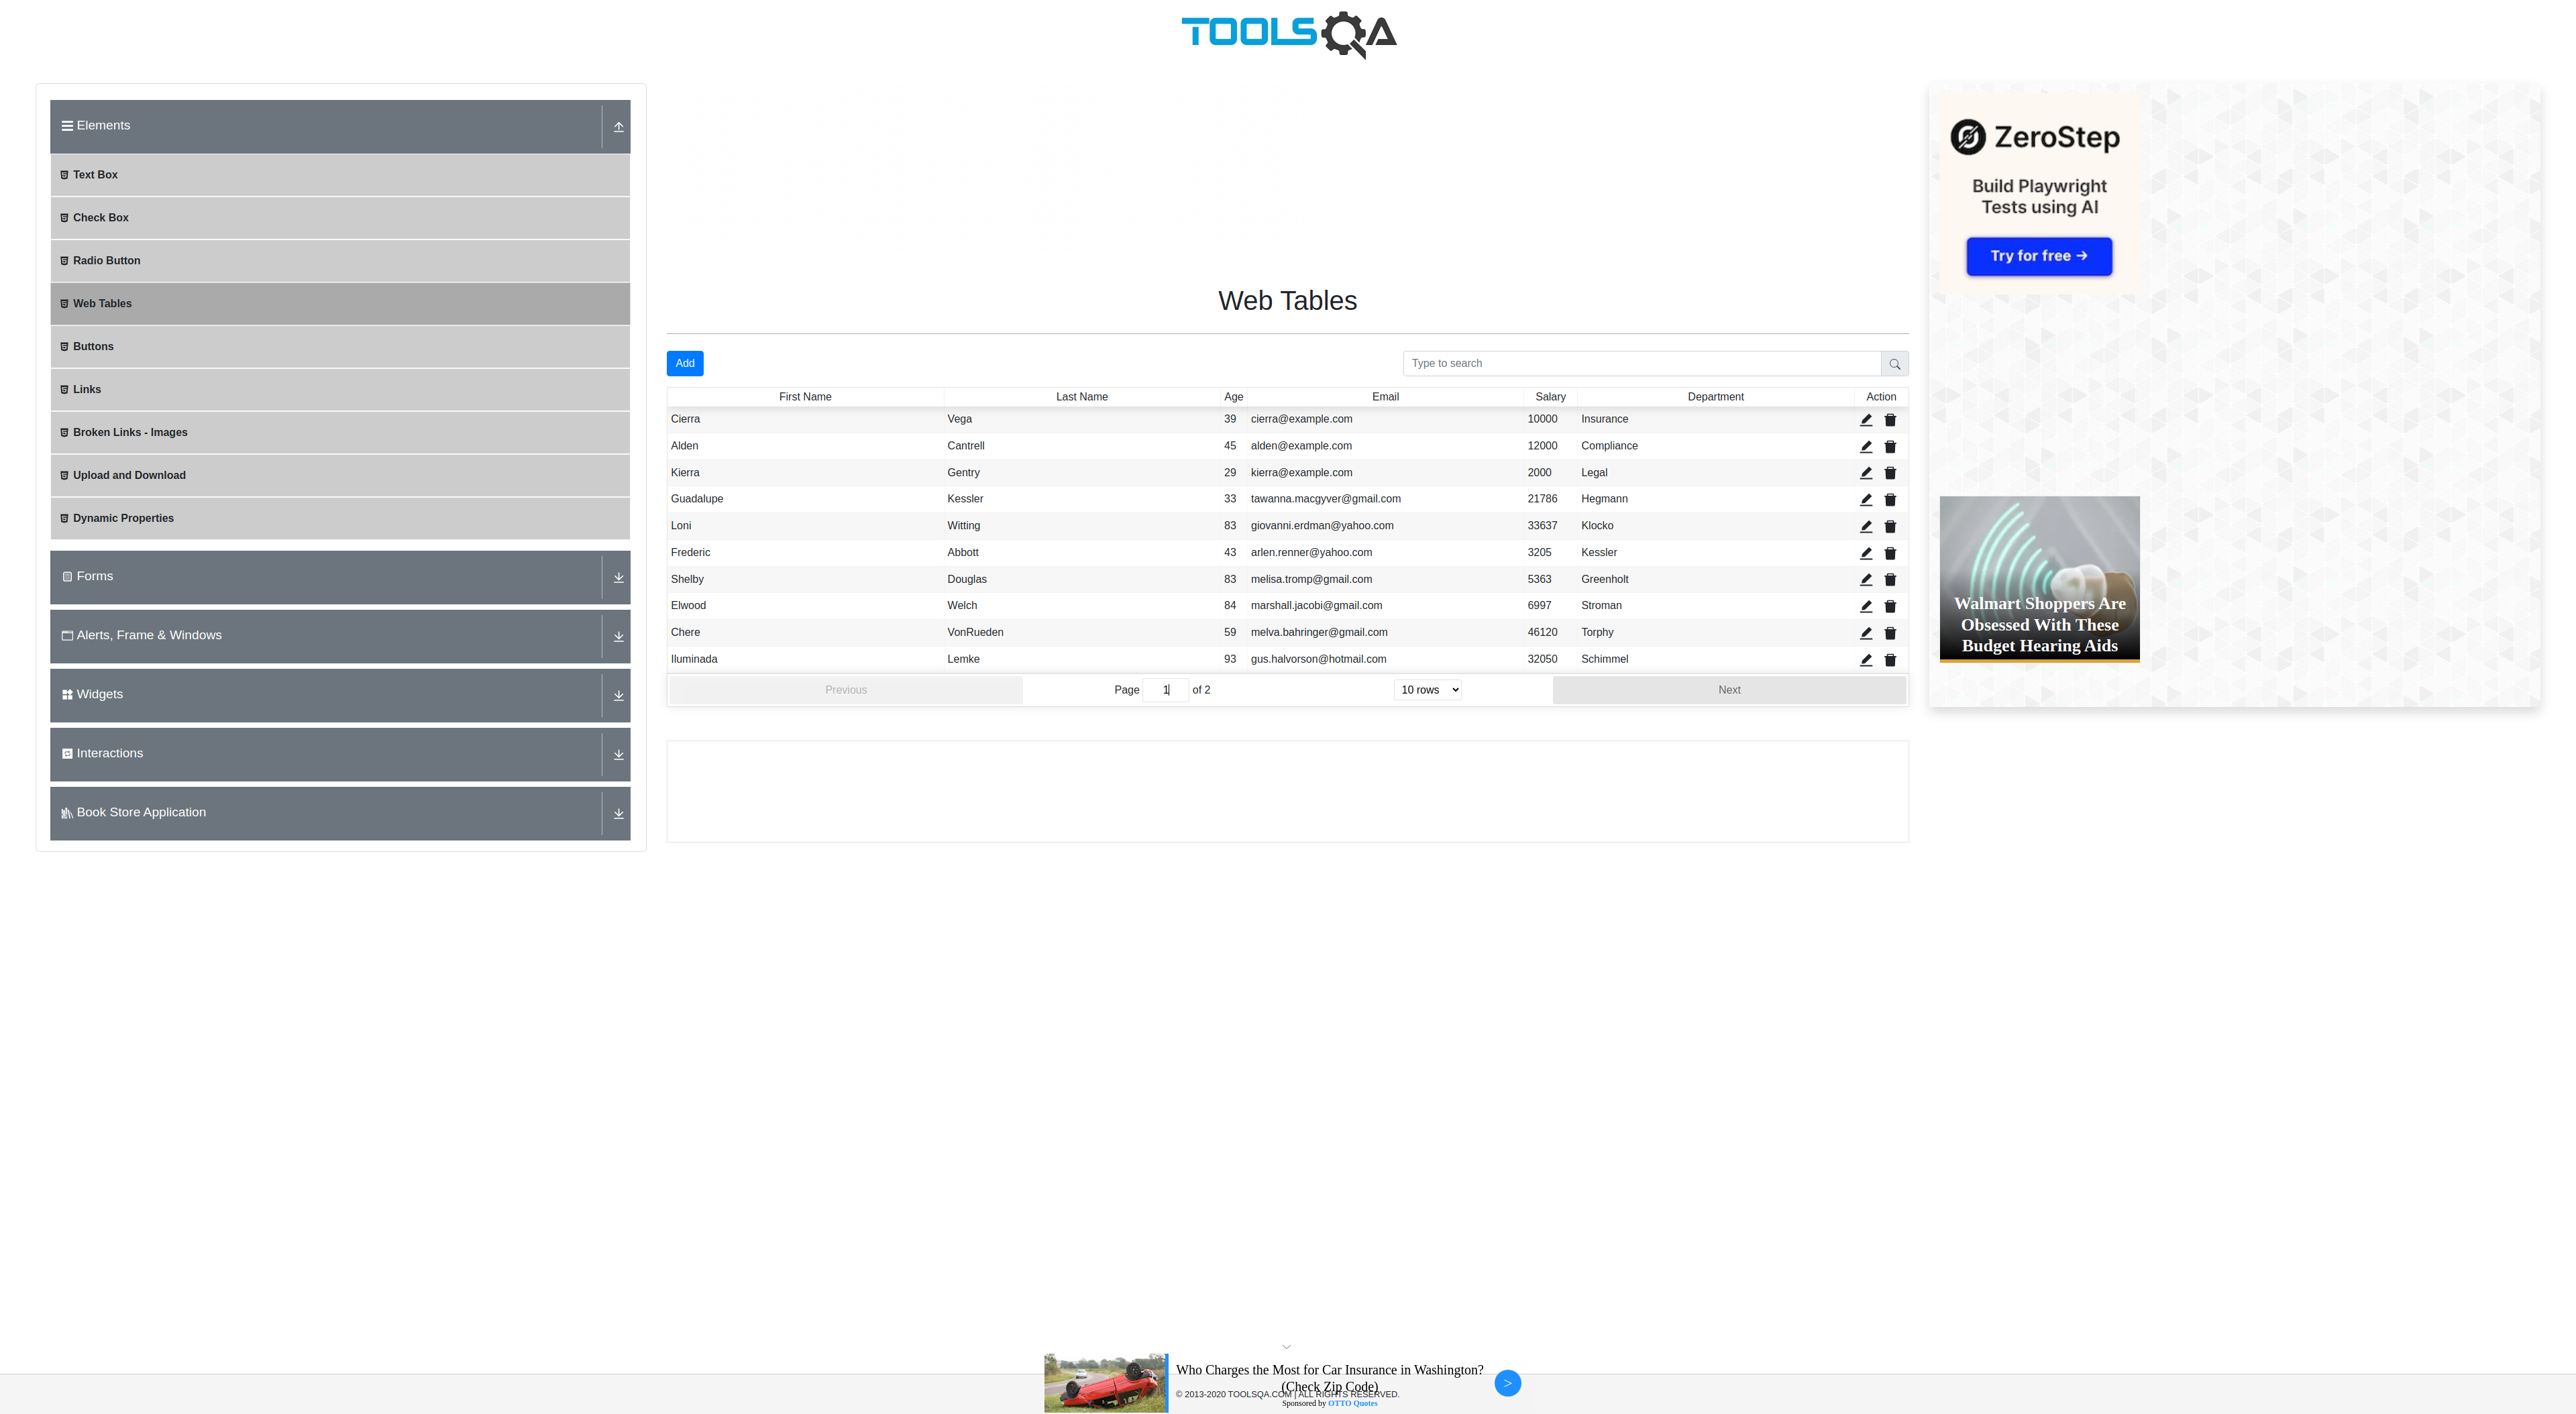 TOOLSQA
Elements
Text Box
Check Box
Radio Button
Web Tables
Buttons
Links
Broken Links - Images
Upload and Download
Dynamic Properties
Forms
Alerts, Frame & Windows
Widgets
Interactions
Book Store Application
Web Tables
Add
Type to search
First Name Last Name Age Email Salary Department Action
Cierra Vega 39 cierra@example.com 10000 Insurance
Alden Cantrell 45 alden@example.com 12000 Compliance
Kierra Gentry 29 kierra@example.com 2000 Legal
Guadalupe Kessler 33 tawanna.macgyver@gmail.com 21786 Hegmann
Loni Witting 83 giovanni.erdman@yahoo.com 33637 Klocko
Frederic Abbott 43 arlen.renner@yahoo.com 3205 Kessler
Shelby Douglas 83 melisa.tromp@gmail.com 5363 Greenholt
Elwood Welch 84 marshall.jacobi@gmail.com 6997 Stroman
Chere VonRueden 59 melva.bahringer@gmail.com 46120 Torphy
Iluminada Lemke 93 gus.halvorson@hotmail.com 32050 Schimmel
Previous Page 1 of 2 10 rows Next
ZeroStep
Build Playwright
Tests using AI
Try for free →
Walmart Shoppers Are
Obsessed With These
Budget Hearing Aids
Who Charges the Most for Car Insurance in Washington?
(Check Zip Code)
© 2013-2020 TOOLSQA.COM | ALL RIGHTS RESERVED.
Sponsored by OTTO Quotes
>